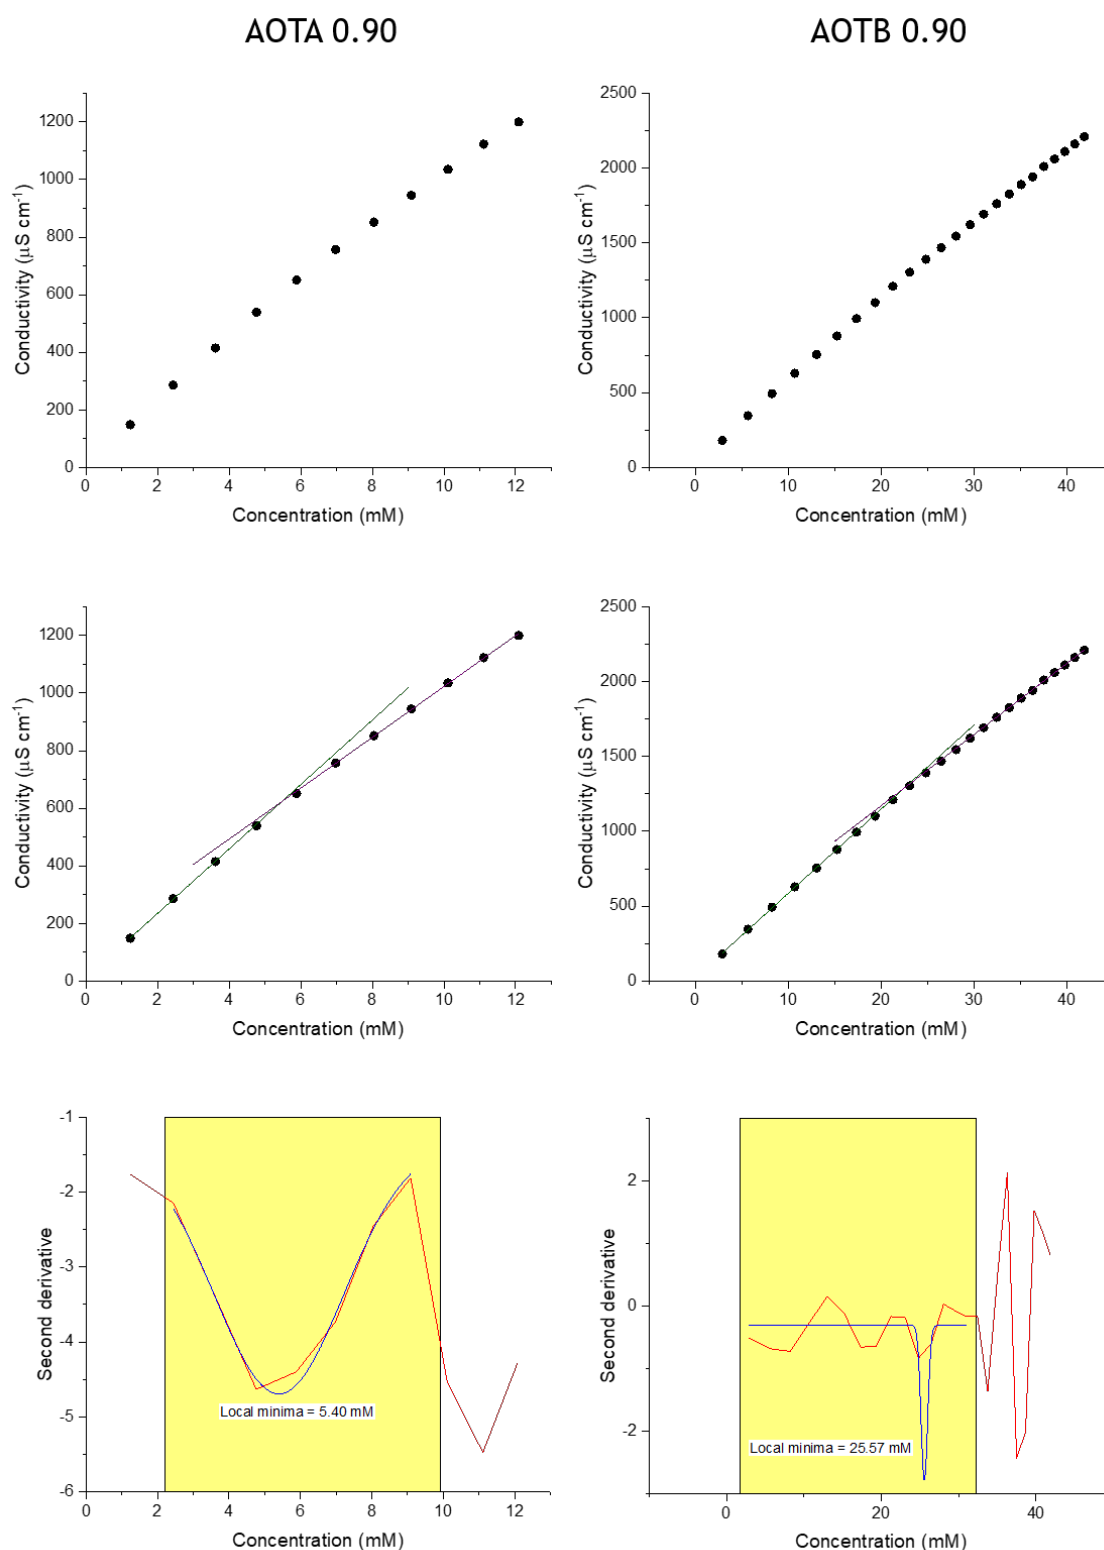 AOTA 0.90
AOTB 0.90
1200
1000
800
600
400
200
0
0 2 4 6 8 10 12
Conductivity (μS cm⁻¹)
Concentration (mM)
2500
2000
1500
1000
500
0
0 10 20 30 40
Conductivity (μS cm⁻¹)
Concentration (mM)
1200
1000
800
600
400
200
0
0 2 4 6 8 10 12
Conductivity (μS cm⁻¹)
Concentration (mM)
2500
2000
1500
1000
500
0
0 10 20 30 40
Conductivity (μS cm⁻¹)
Concentration (mM)
-1
-2
-3
-4
-5
-6
0 2 4 6 8 10 12
Second derivative
Local minima = 5.40 mM
Concentration (mM)
2
0
-2
0 20 40
Second derivative
Local minima = 25.57 mM
Concentration (mM)